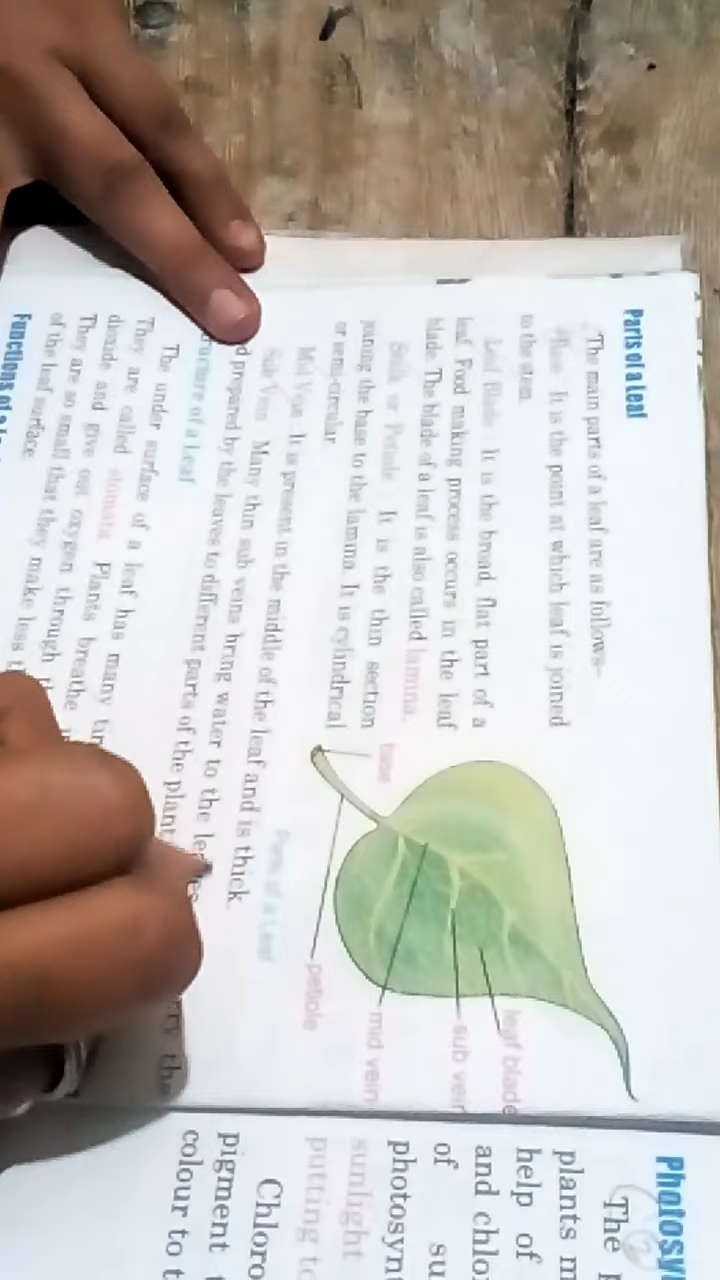 Parts of a Leaf
The main parts of a leaf are as follows-
It is the point at which leaf is joined
to the stem.
Leaf Blade It is the broad, flat part of a
leaf. Food making process occurs in the leaf
blade. The blade of a leaf is also called lamina.
Stalk or Petiole : It is the thin section
joining the base to the lamina. It is cylindrical
or semi-circular.
Mid Vein It is present in the middle of the leaf and is thick.
Sub Vein Many thin sub veins bring water to the
prepared by the leaves to different parts of the plant
of a Leaf
The under surface of a leaf has many
They are called stomata. Plants breathe
dioxide and give out oxygen through
They are so small that they make less
of the leaf surface.
Functions of a
base
petiole
mid vein
sub vein
leaf blade
Parts of a Leaf
the
Photosy
The
plants m
help of
and chlo
of su
photosynt
sunlight
putting to
Chloro
pigment
colour to t